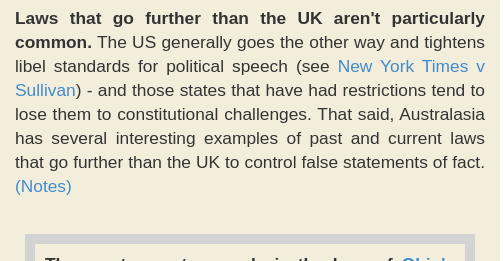 Laws that go further than the UK aren't particularly
common. The US generally goes the other way and tightens
libel standards for political speech (see New York Times v
Sullivan) - and those states that have had restrictions tend to
lose them to constitutional challenges. That said, Australasia
has several interesting examples of past and current laws
that go further than the UK to control false statements of fact.
(Notes)